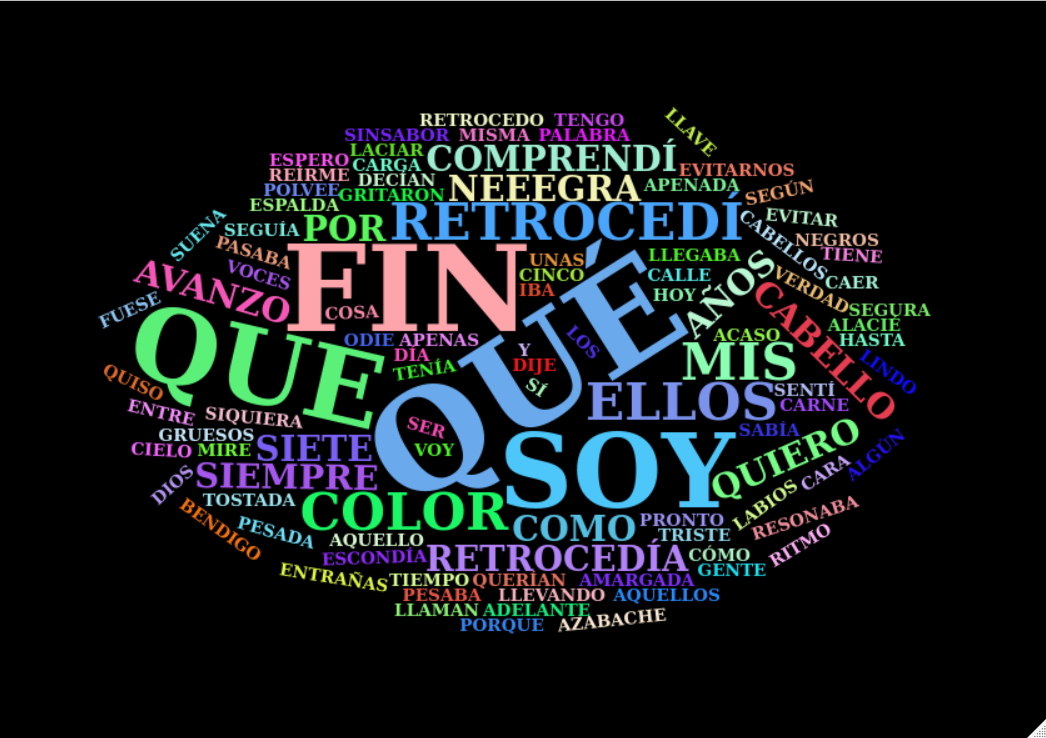 RETROCEDO TENGO
LLAVE
SINSABOR MISMA PALABRA
LACIAR
COMPRENDÍ
ESPERO CARGA
EVITARNOS
REÍRME DECÍAN
NEEEGRA
APENADA
POLVEE GRITARON
SEGÚN
ESPALDA
RETROCEDÍ
CABELLOS
EVITAR
SUENA
SEGUÍA
POR
NEGROS
PASABA
FIN
UNAS
LLEGABA
AÑOS
TIENE
AVANZO
VOCES
CINCO
CALLE
VERDAD
CAER
IBA
HOY
CABELLO
FUESE
COSA
QUÉ
SEGURA
QUE
LOS
ALACIÉ
ODIE APENAS
Y
ACASO
HASTA
DÍA
DIJE
MIS
LINDO
TENÍA
SÍ
QUISO
ELLOS
SENTÍ
ENTRE
SIQUIERA
SER
CARNE
GRUESOS
SABÍA
CIELO MIRE
SIETE
VOY
SOY
QUIERO
ALGÚN
DIOS
SIEMPRE
LABIOS
CARA
TOSTADA
COLOR
BENDIGO
PESADA
COMO
PRONTO
RESONABA
AQUELLO
TRISTE
RITMO
ESCONDÍA
RETROCEDÍA
CÓMO
ENTRAÑAS
GENTE
TIEMPO QUERÍAN AMARGADA
PESABA LLEVANDO AQUELLOS
LLAMAN ADELANTE
PORQUE AZABACHE